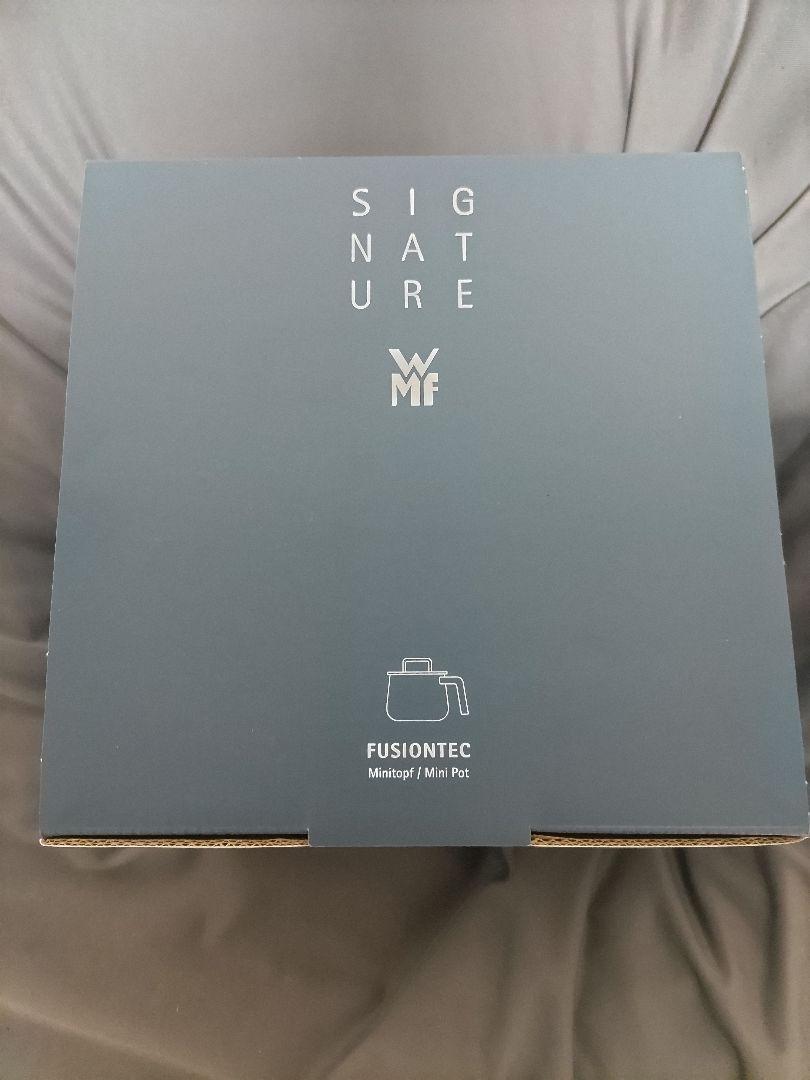 SIG
NAT
URE
WMF
FUSIONTEC
Minitopf / Mini Pot